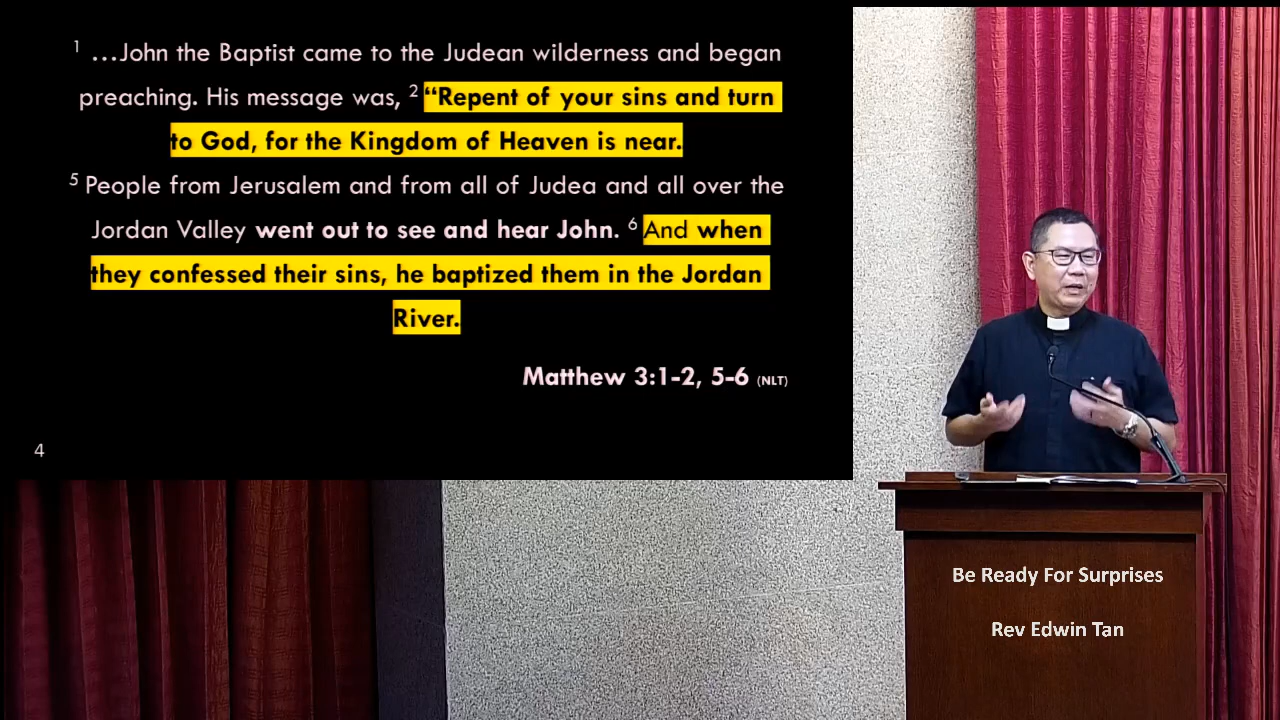 1 …John the Baptist came to the Judean wilderness and began
preaching. His message was, 2 “Repent of your sins and turn
to God, for the Kingdom of Heaven is near.
5 People from Jerusalem and from all of Judea and all over the
Jordan Valley went out to see and hear John. 6 And when
they confessed their sins, he baptized them in the Jordan
River.
Matthew 3:1-2, 5-6 (NLT)
4
Be Ready For Surprises
Rev Edwin Tan